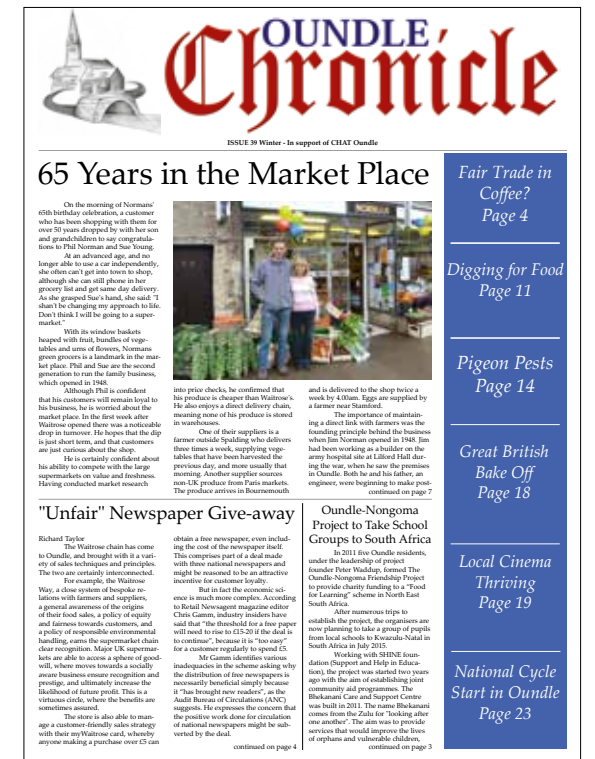 OUNDLE
Chronicle
ISSUE 39 Winter - In support of CHAT Oundle
65 Years in the Market Place
On the morning of Normans'
65th birthday celebration, a customer
who has been shopping with them for
over 50 years dropped by with her son
and grandchildren to say congratula-
tions to Phil Norman and Sue Young.
At an advanced age, and no
longer able to use a car independently,
she often can't get into town to shop,
although she can still phone in her
grocery list and get same day delivery.
As she grasped Sue's hand, she said: "I
shan't be changing my approach to life.
Don't think I will be going to a super-
market."
With its window baskets
heaped with fruit, bundles of vege-
tables and urns of flowers, Normans
green grocers is a landmark in the mar-
ket place. Phil and Sue are the second
generation to run the family business,
which opened in 1948.
Although Phil is confident
that his customers will remain loyal to
his business, he is worried about the
market place. In the first week after
Waitrose opened there was a noticeable
drop in turnover. He hopes that the dip
is just short term, and that customers
are just curious about the shop.
He is certainly confident about
his ability to compete with the large
supermarkets on value and freshness.
Having conducted market research
into price checks, he confirmed that
his produce is cheaper than Waitrose's.
He also enjoys a direct delivery chain,
meaning none of his produce is stored
in warehouses.
One of their suppliers is a
farmer outside Spalding who delivers
three times a week, supplying vege-
tables that have been harvested the
previous day, and more usually that
morning. Another supplier sources
non-UK produce from Paris markets.
The produce arrives in Bournemouth
and is delivered to the shop twice a
week by 4.00am. Eggs are supplied by
a farmer near Stamford.
The importance of maintain-
ing a direct link with farmers was the
founding principle behind the business
when Jim Norman opened in 1948. Jim
had been working as a builder on the
army hospital site at Lilford Hall dur-
ing the war, when he saw the premises
in Oundle. Both he and his father, an
engineer, were beginning to make post-
continued on page 7
"Unfair" Newspaper Give-away
Richard Taylor
The Waitrose chain has come
to Oundle, and brought with it a vari-
ety of sales techniques and principles.
The two are certainly interconnected.
For example, the Waitrose
Way, a close system of bespoke re-
lations with farmers and suppliers,
a general awareness of the origins
of their food sales, a policy of equity
and fairness towards customers, and
a policy of responsible environmental
handling, earns the supermarket chain
clear recognition. Major UK supermar-
kets are able to access a sphere of good-
will, where moves towards a socially
aware business ensure recognition and
prestige, and ultimately increase the
likelihood of future profit. This is a
virtuous circle, where the benefits are
sometimes assured.
The store is also able to man-
age a customer-friendly sales strategy
with their myWaitrose card, whereby
anyone making a purchase over £5 can
obtain a free newspaper, even includ-
ing the cost of the newspaper itself.
This comprises part of a deal made
with three national newspapers and
might be reasoned to be an attractive
incentive for customer loyalty.
But in fact the economic sci-
ence is much more complex. According
to Retail Newsagent magazine editor
Chris Gamm, industry insiders have
said that "the threshold for a free paper
will need to rise to £15-20 if the deal is
to continue", because it is "too easy"
for a customer regularly to spend £5.
Mr Gamm identifies various
inadequacies in the scheme asking why
the distribution of free newspapers is
necessarily beneficial simply because
it "has brought new readers", as the
Audit Bureau of Circulations (ANC)
suggests. He expresses the concern that
the positive work done for circulation
of national newspapers might be sub-
verted by the deal.
continued on page 4
Oundle-Nongoma
Project to Take School
Groups to South Africa
In 2011 five Oundle residents,
under the leadership of project
founder Peter Waddup, formed The
Oundle-Nongoma Friendship Project
to provide charity funding to a "Food
for Learning" scheme in North East
South Africa.
After numerous trips to
establish the project, the organisers are
now planning to take a group of pupils
from local schools to Kwazulu-Natal in
South Africa in July 2015.
Working with SHINE foun-
dation (Support and Help in Educa-
tion), the project was started two years
ago with the aim of establishing joint
community aid programmes. The
Bhekanani Care and Support Centre
was built in 2011. The name Bhekanani
comes from the Zulu for "looking after
one another". The aim was to provide
services that would improve the lives
of orphans and vulnerable children,
continued on page 3
Fair Trade in
Coffee?
Page 4
Digging for Food
Page 11
Pigeon Pests
Page 14
Great British
Bake Off
Page 18
Local Cinema
Thriving
Page 19
National Cycle
Start in Oundle
Page 23